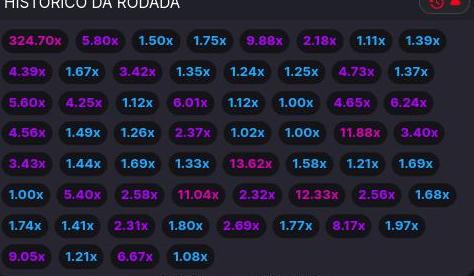 HISTÓRICO DA RODADA
324.70x 5.80x 1.50x 1.75x 9.88x 2.18x 1.11x 1.39x
4.39x 1.67x 3.42x 1.35x 1.24x 1.25x 4.73x 1.37x
5.60x 4.25x 1.12x 6.01x 1.12x 1.00x 4.65x 6.24x
4.56x 1.49x 1.26x 2.37x 1.02x 1.00x 11.88x 3.40x
3.43x 1.44x 1.69x 1.33x 13.62x 1.58x 1.21x 1.69x
1.00x 5.40x 2.58x 11.04x 2.32x 12.33x 2.56x 1.68x
1.74x 1.41x 2.31x 1.80x 2.69x 1.77x 8.17x 1.97x
9.05x 1.21x 6.67x 1.08x